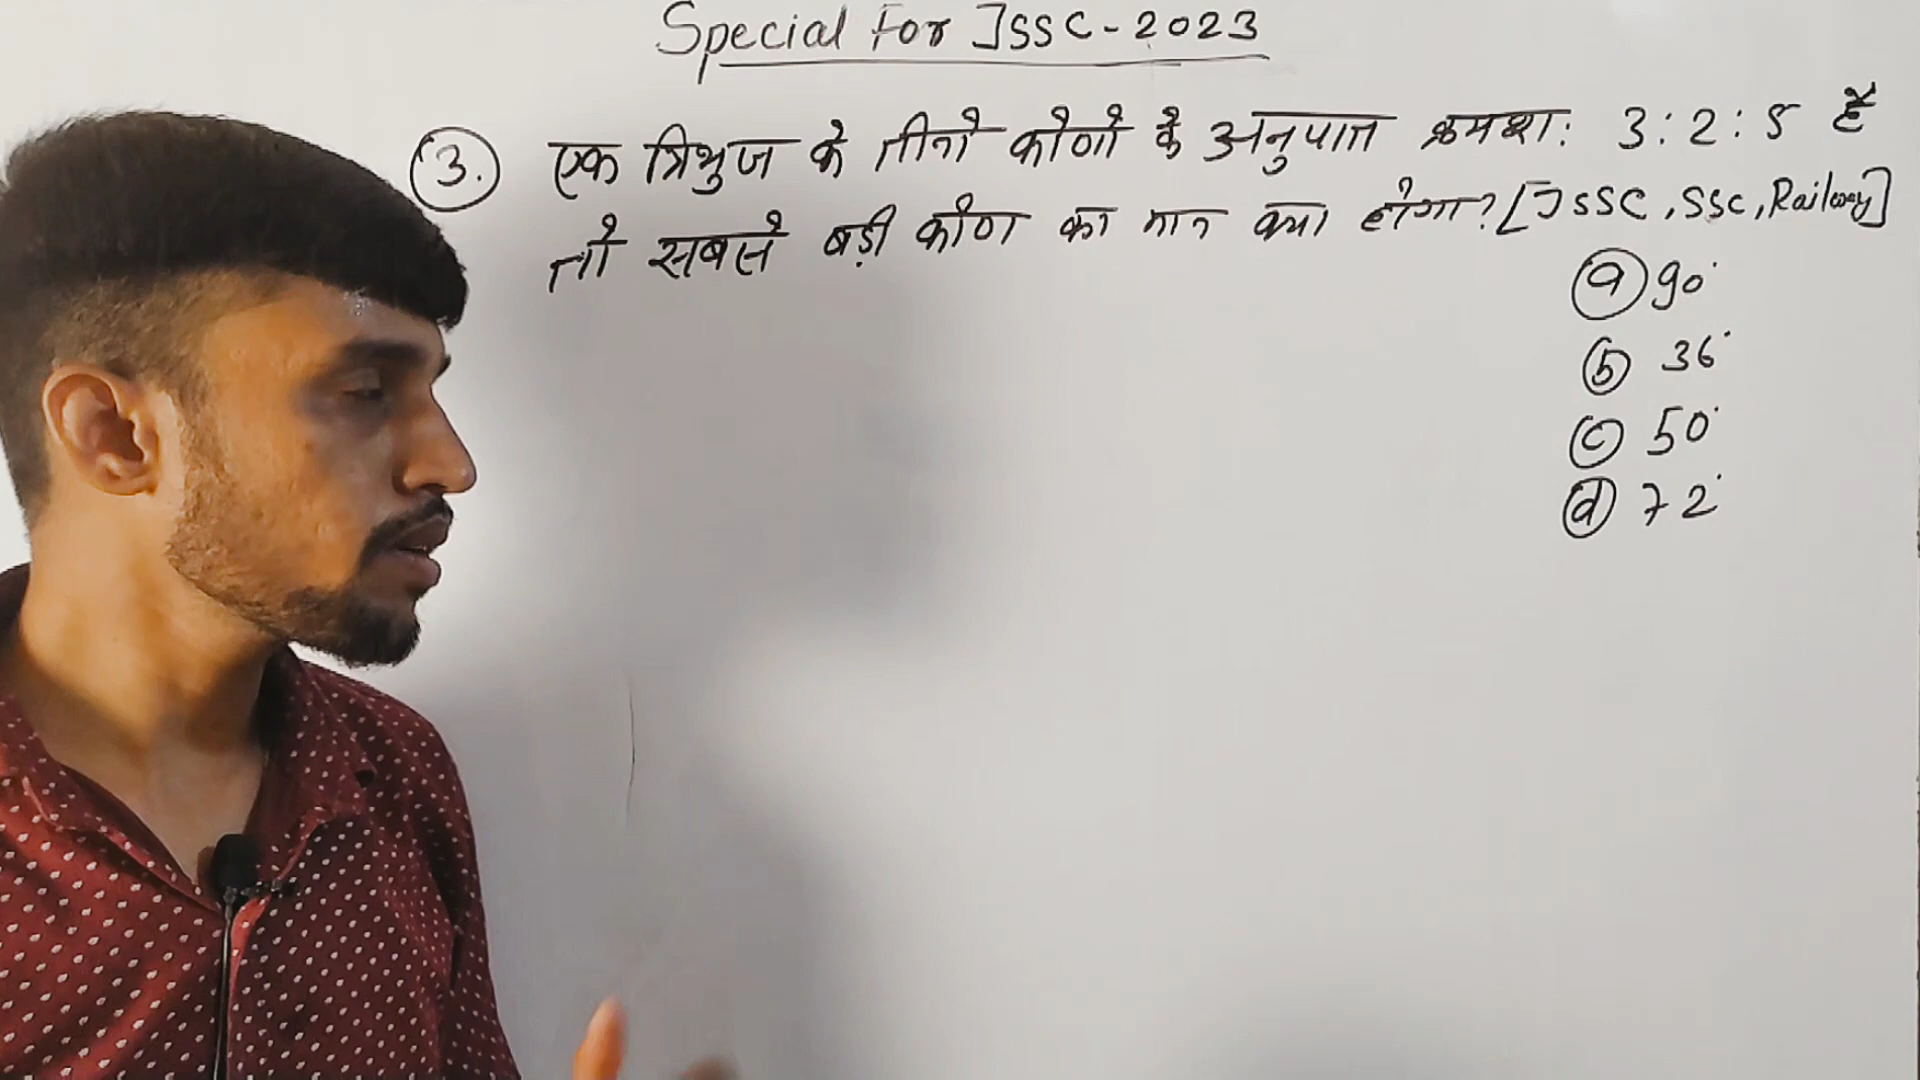 Special For JSSC-2023
3. एक त्रिभुज के तीनो कोणो के अनुपात क्रमशः 3:2:5 है
तो सबसे बड़ी कोण का मान क्या होगा? [JSSC, SSC, Railway]
a 90°
b 36°
c 50°
d 72°